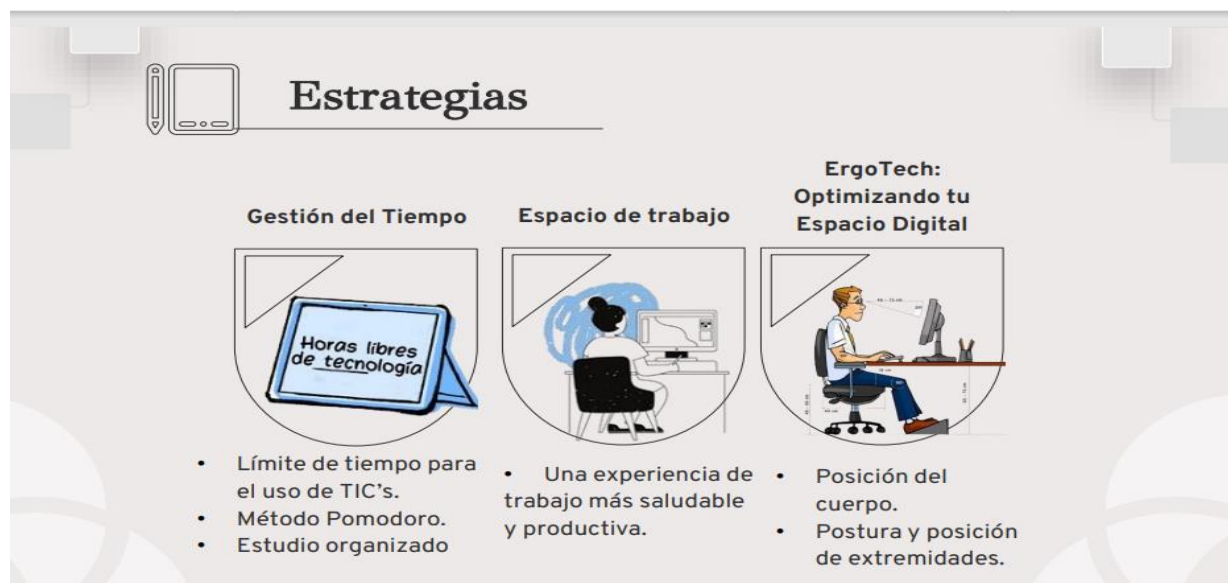 Estrategias
Gestión del Tiempo
Horas libres
de tecnología
• Límite de tiempo para
el uso de TIC's.
• Método Pomodoro.
• Estudio organizado
Espacio de trabajo
• Una experiencia de
trabajo más saludable
y productiva.
ErgoTech:
Optimizando tu
Espacio Digital
• Posición del
cuerpo.
• Postura y posición
de extremidades.